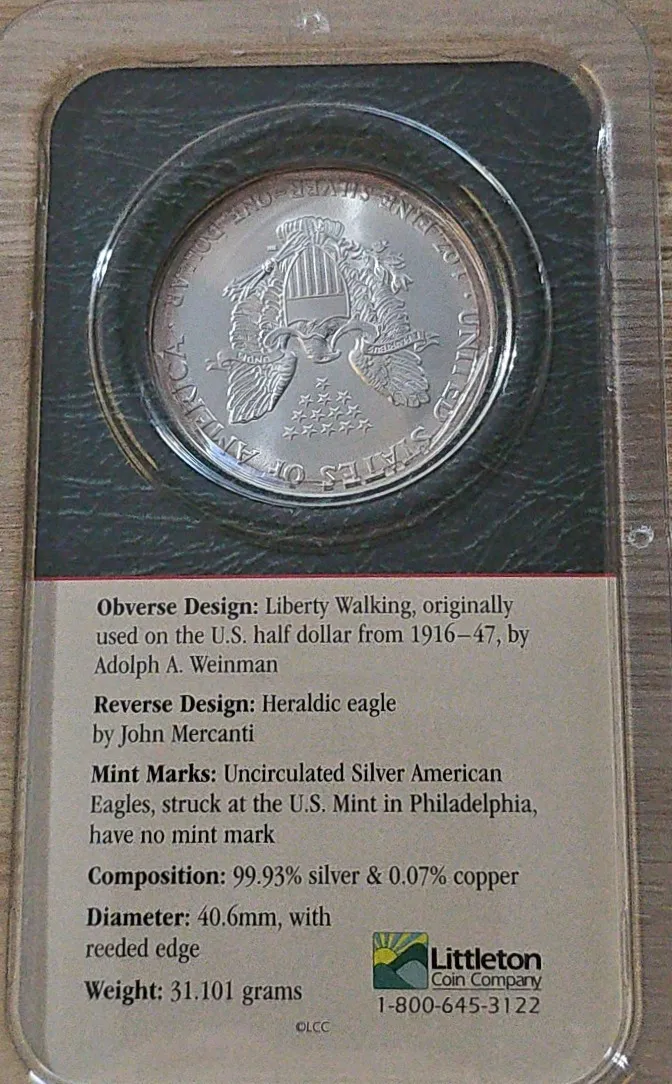 UNITED STATES OF AMERICA
1 OZ. FINE SILVER~ONE DOLLAR
Obverse Design: Liberty Walking, originally
used on the U.S. half dollar from 1916–47, by
Adolph A. Weinman
Reverse Design: Heraldic eagle
by John Mercanti
Mint Marks: Uncirculated Silver American
Eagles, struck at the U.S. Mint in Philadelphia,
have no mint mark
Composition: 99.93% silver & 0.07% copper
Diameter: 40.6mm, with
reeded edge
Weight: 31.101 grams
Littleton
Coin Company
1-800-645-3122
©LCC